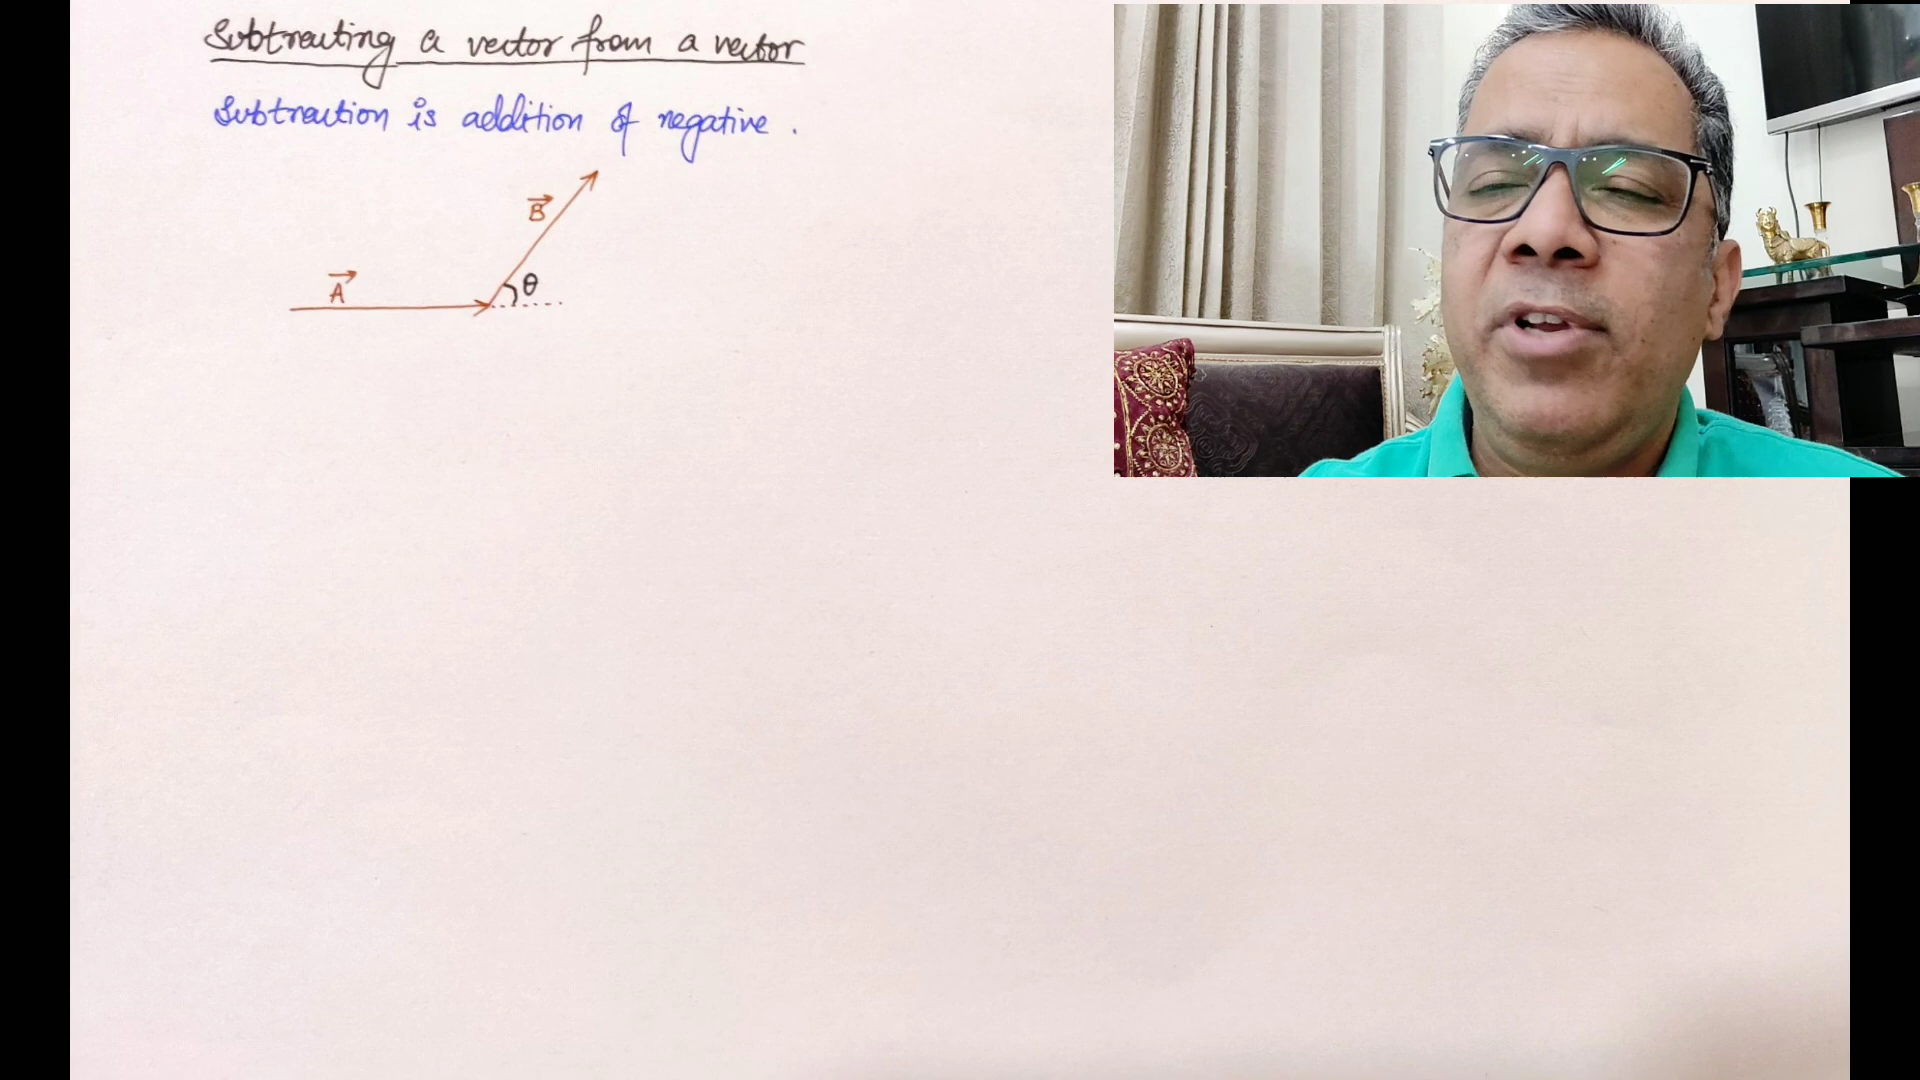 Subtracting a vector from a vector
Subtraction is addition of negative .
B
A
θ